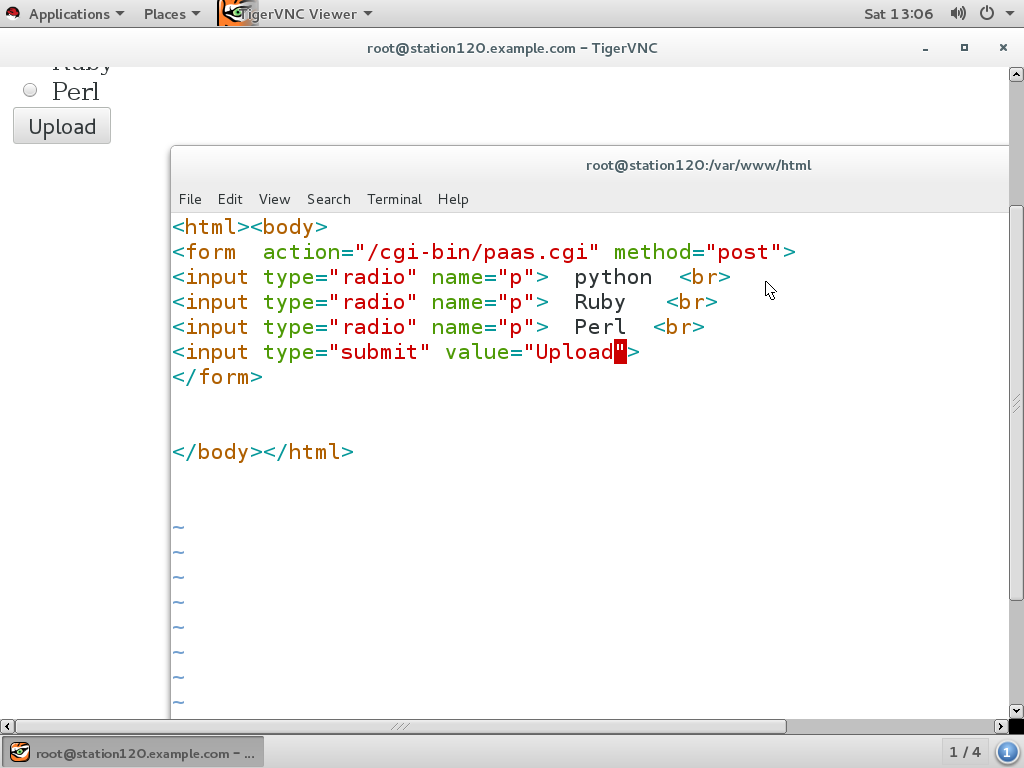 Applications Places TigerVNC Viewer Sat 13:06
root@station120.example.com – TigerVNC
Ruby
Perl
Upload
root@station120:/var/www/html
File Edit View Search Terminal Help
<html><body>
<form  action="/cgi-bin/paas.cgi" method="post">
<input type="radio" name="p">  python  <br>
<input type="radio" name="p">  Ruby   <br>
<input type="radio" name="p">  Perl  <br>
<input type="submit" value="Upload">
</form>
</body></html>
~
~
~
~
~
~
~
~
root@station120.example.com – ...
1 / 4
1